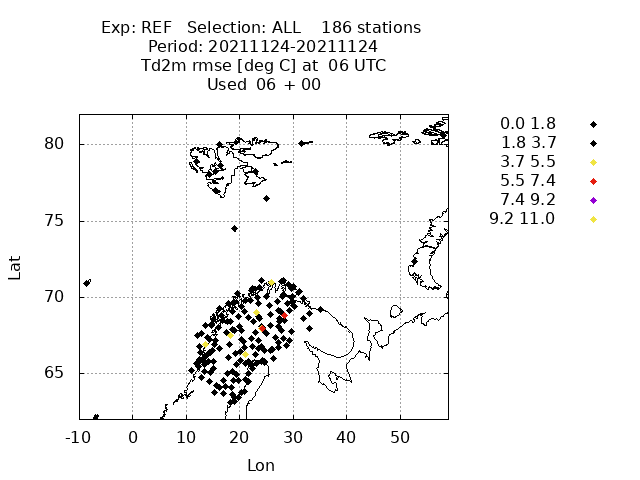 Exp: REF Selection: ALL 186 stations
Period: 20211124-20211124
Td2m rmse [deg C] at 06 UTC
Used 06 + 00
0.0 1.8
1.8 3.7
3.7 5.5
5.5 7.4
7.4 9.2
9.2 11.0
80
75
70
65
Lat
-10 0 10 20 30 40 50
Lon